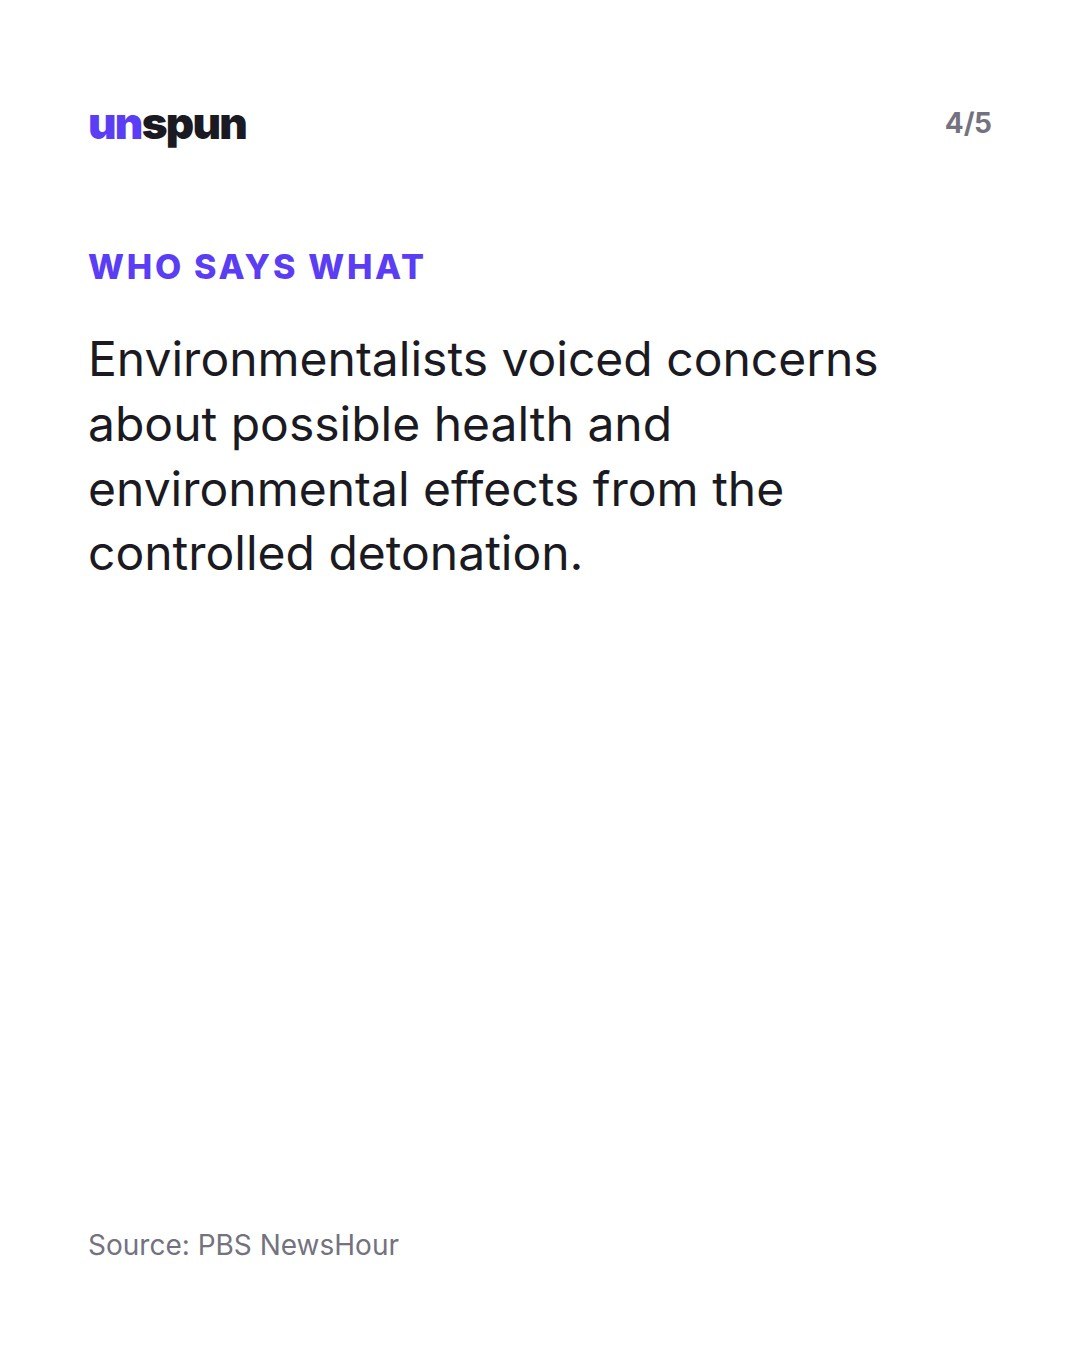 unspun
4/5
WHO SAYS WHAT
Environmentalists voiced concerns
about possible health and
environmental effects from the
controlled detonation.
Source: PBS NewsHour